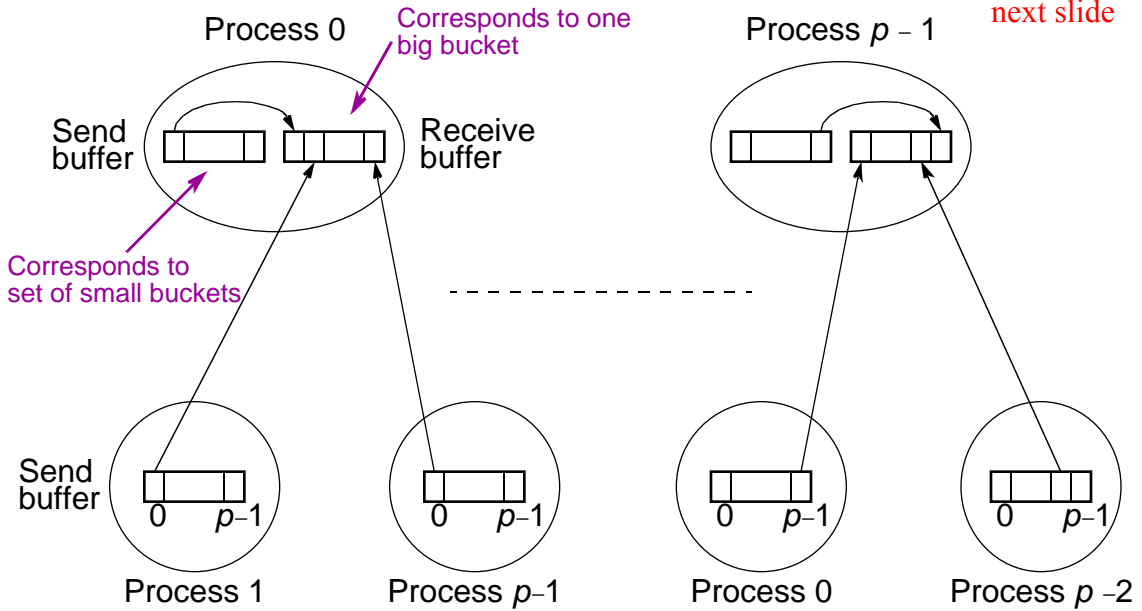 Corresponds to one
big bucket
next slide
Process 0
Process p – 1
Send
buffer
Receive
buffer
Corresponds to
set of small buckets
Send
buffer
0 p–1
0 p–1
0 p–1
0 p–1
Process 1
Process p–1
Process 0
Process p –2